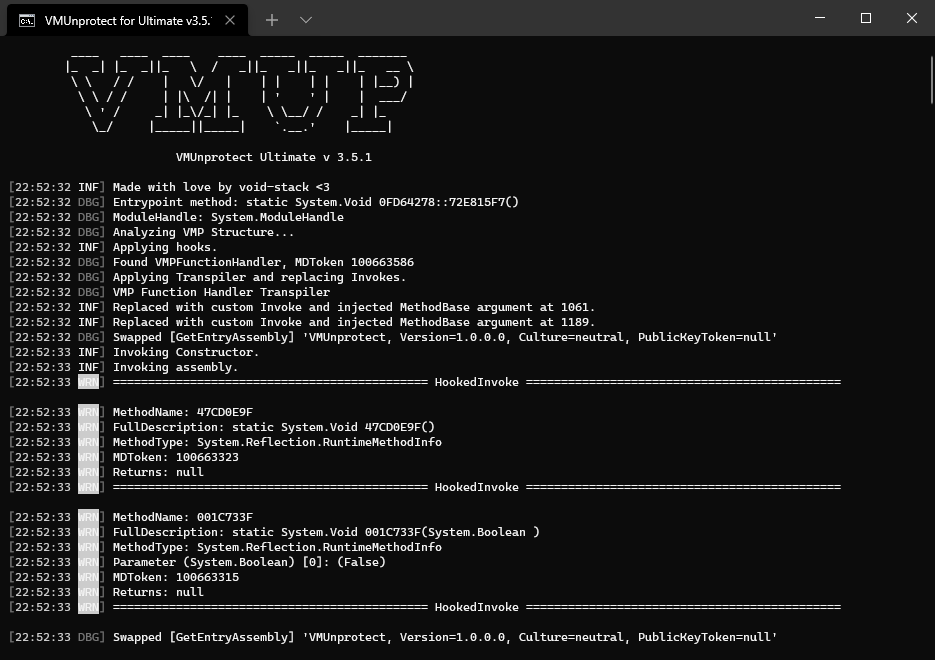 VMUnprotect for Ultimate v3.5.
VMUP
VMUnprotect Ultimate v 3.5.1
[22:52:32 INF] Made with love by void-stack <3
[22:52:32 DBG] Entrypoint method: static System.Void 0FD64278::72E815F7()
[22:52:32 DBG] ModuleHandle: System.ModuleHandle
[22:52:32 DBG] Analyzing VMP Structure...
[22:52:32 INF] Applying hooks.
[22:52:32 DBG] Found VMPFunctionHandler, MDToken 100663586
[22:52:32 DBG] Applying Transpiler and replacing Invokes.
[22:52:32 DBG] VMP Function Handler Transpiler
[22:52:32 INF] Replaced with custom Invoke and injected MethodBase argument at 1061.
[22:52:32 INF] Replaced with custom Invoke and injected MethodBase argument at 1189.
[22:52:32 DBG] Swapped [GetEntryAssembly] 'VMUnprotect, Version=1.0.0.0, Culture=neutral, PublicKeyToken=null'
[22:52:33 INF] Invoking Constructor.
[22:52:33 INF] Invoking assembly.
[22:52:33 WRN] ============================================= HookedInvoke =============================================
[22:52:33 WRN] MethodName: 47CD0E9F
[22:52:33 WRN] FullDescription: static System.Void 47CD0E9F()
[22:52:33 WRN] MethodType: System.Reflection.RuntimeMethodInfo
[22:52:33 WRN] MDToken: 100663323
[22:52:33 WRN] Returns: null
[22:52:33 WRN] ============================================= HookedInvoke =============================================
[22:52:33 WRN] MethodName: 001C733F
[22:52:33 WRN] FullDescription: static System.Void 001C733F(System.Boolean )
[22:52:33 WRN] MethodType: System.Reflection.RuntimeMethodInfo
[22:52:33 WRN] Parameter (System.Boolean) [0]: (False)
[22:52:33 WRN] MDToken: 100663315
[22:52:33 WRN] Returns: null
[22:52:33 WRN] ============================================= HookedInvoke =============================================
[22:52:33 DBG] Swapped [GetEntryAssembly] 'VMUnprotect, Version=1.0.0.0, Culture=neutral, PublicKeyToken=null'